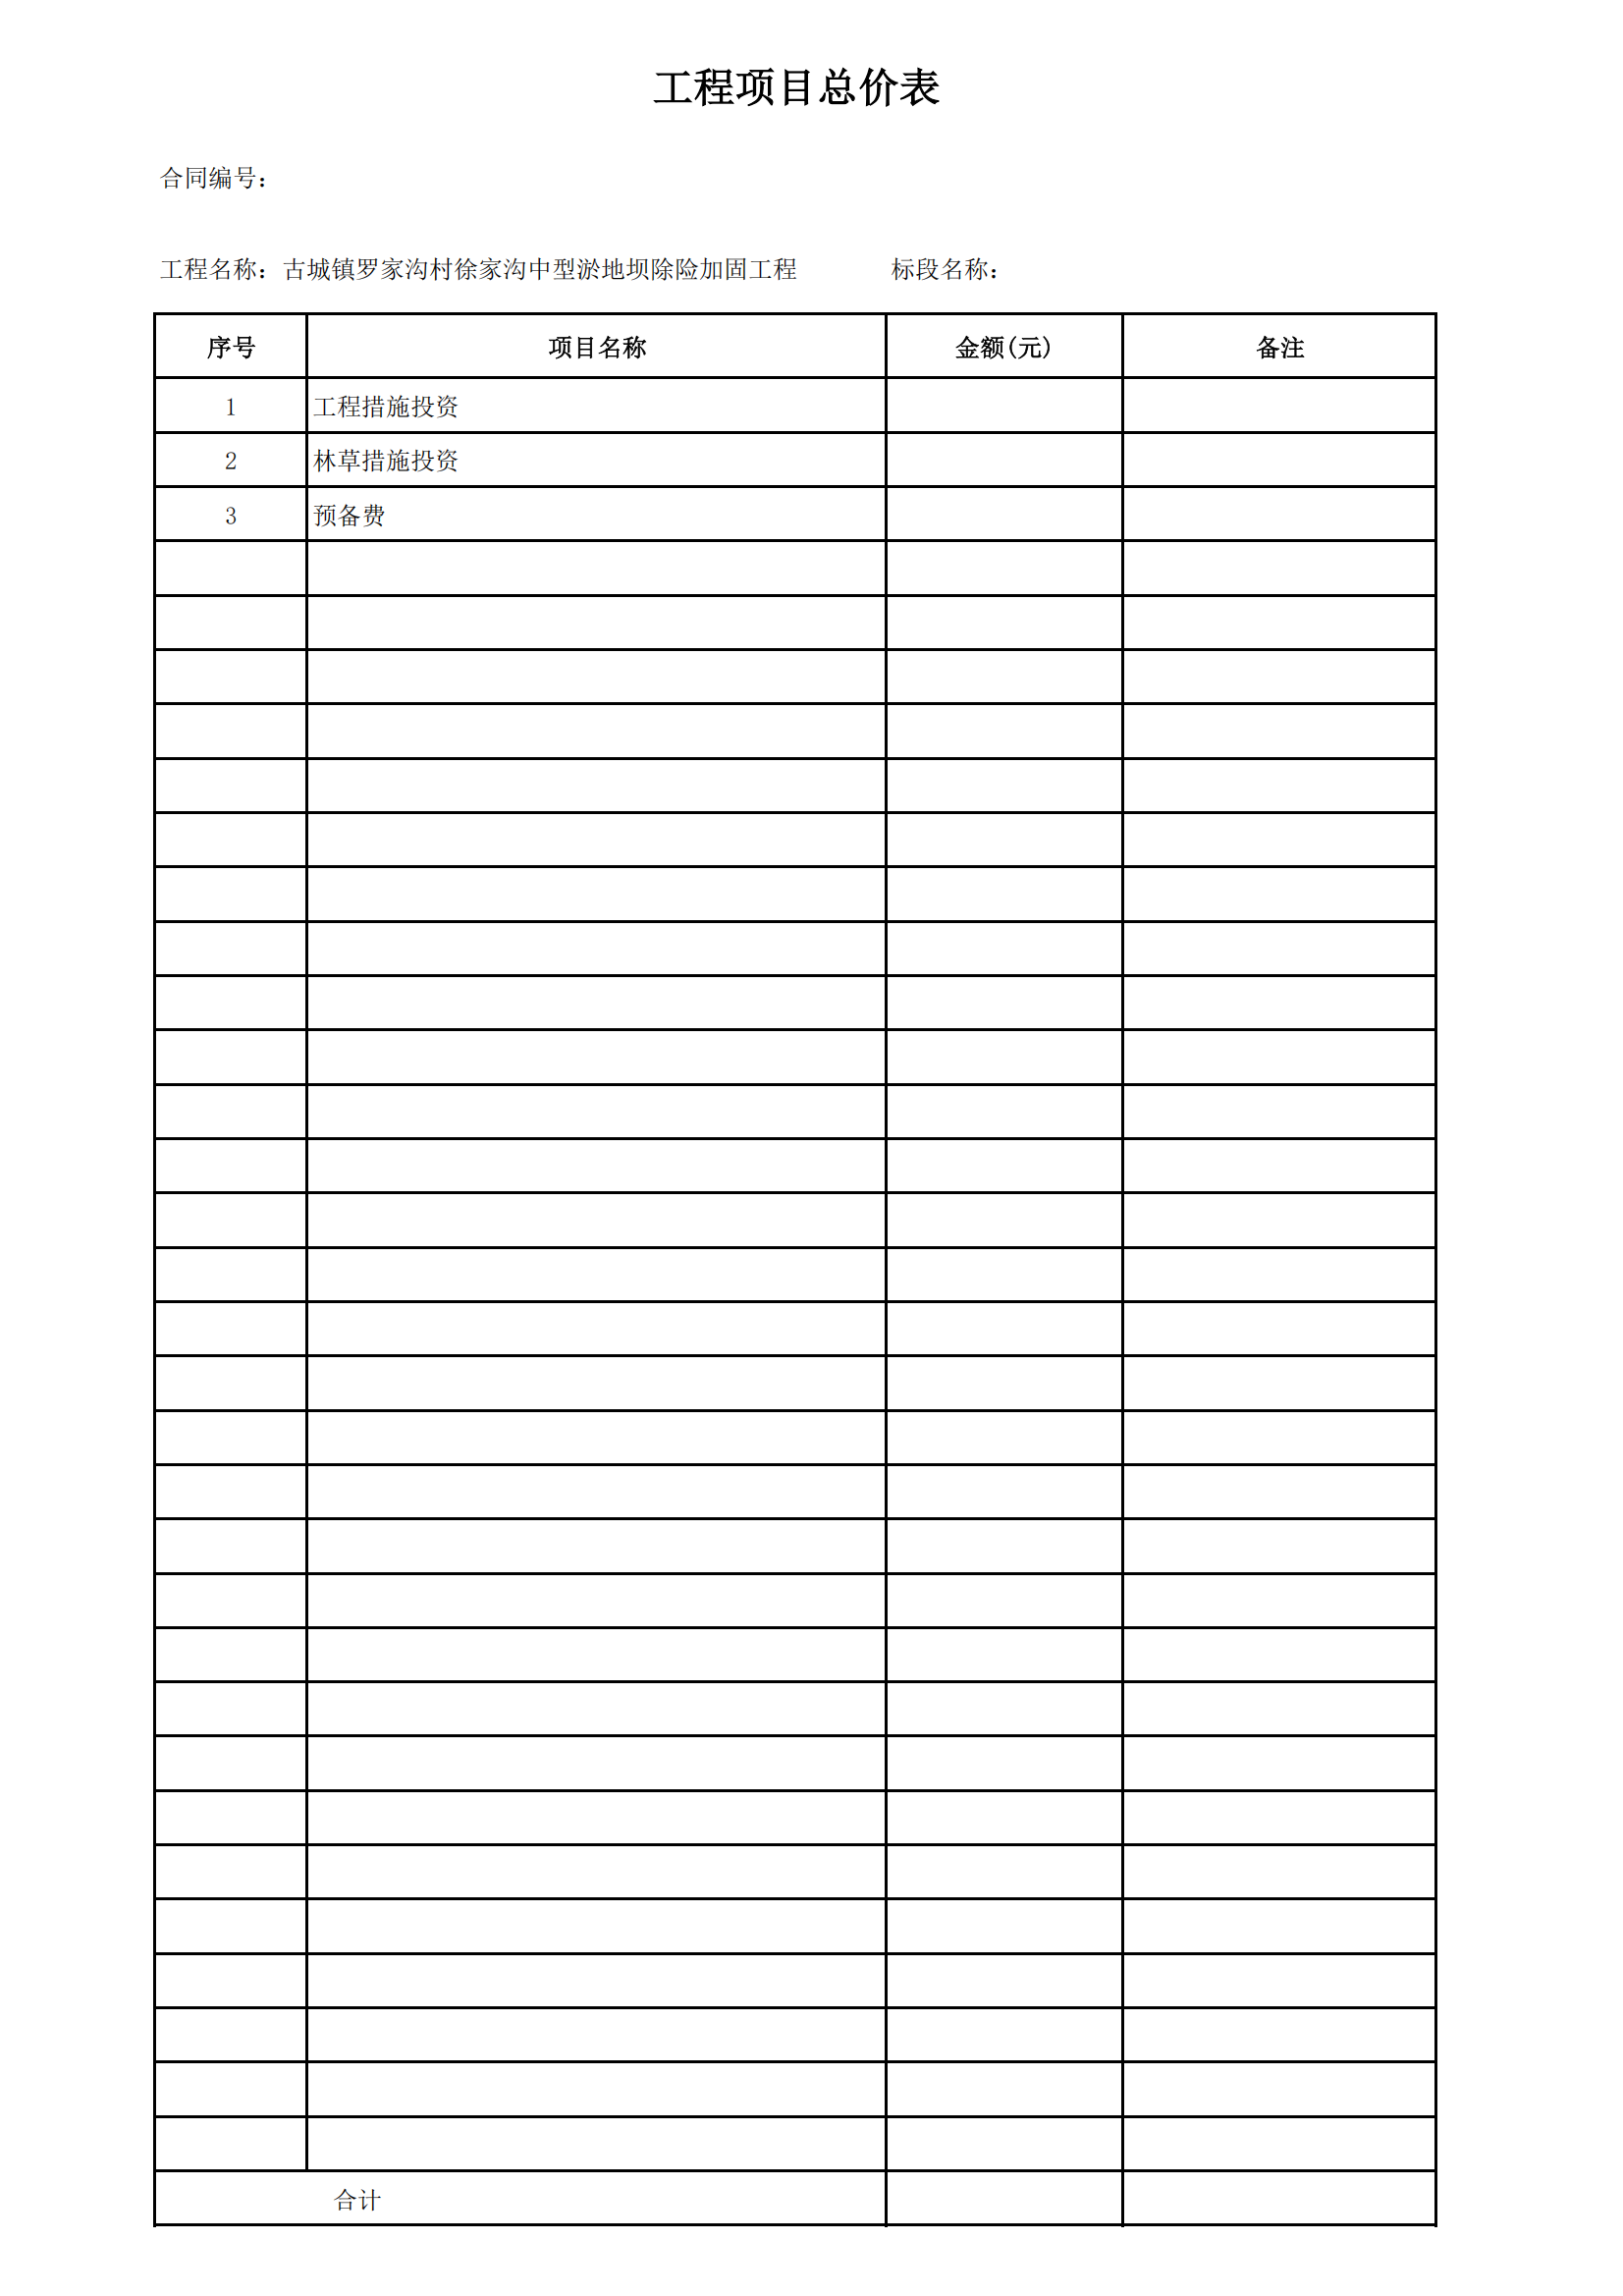 工程项目总价表
合同编号：
工程名称：古城镇罗家沟村徐家沟中型淤地坝除险加固工程 标段名称：
序号 项目名称 金额(元) 备注
1 工程措施投资
2 林草措施投资
3 预备费
合计